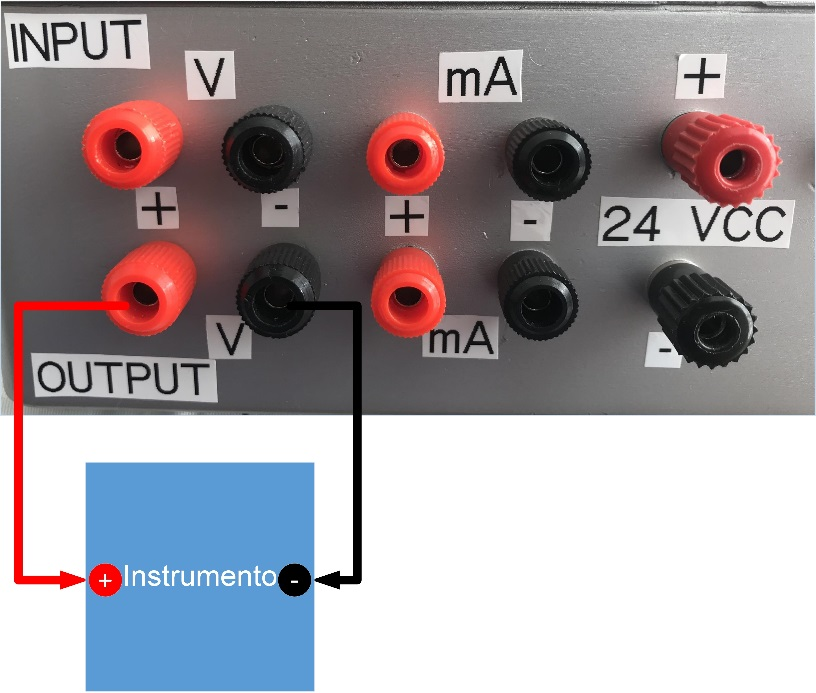 INPUT
V
mA
+
+
-
+
-
24 VCC
V
mA
-
OUTPUT
+
Instrumento
-